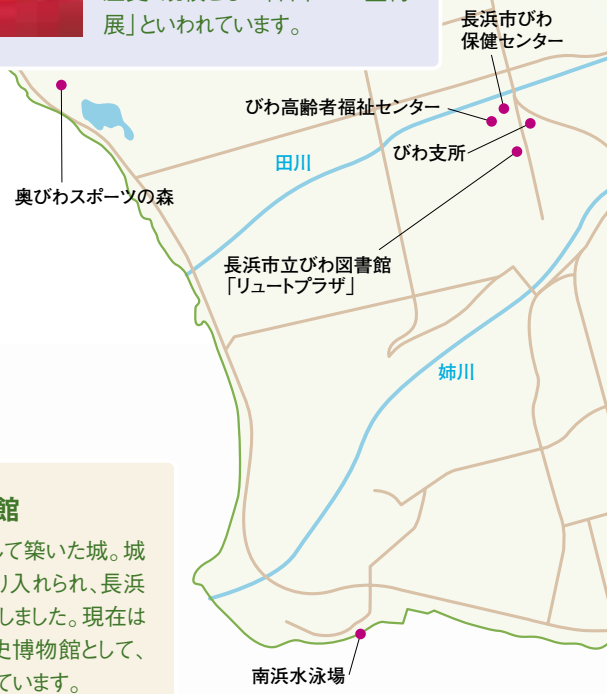 展」といわれています。
長浜市びわ
保健センター
びわ高齢者福祉センター
びわ支所
田川
奥びわスポーツの森
長浜市立びわ図書館
「リュートプラザ」
姉川
館
して築いた城。城
り入れられ、長浜
しました。現在は
史博物館として、
ています。
南浜水泳場